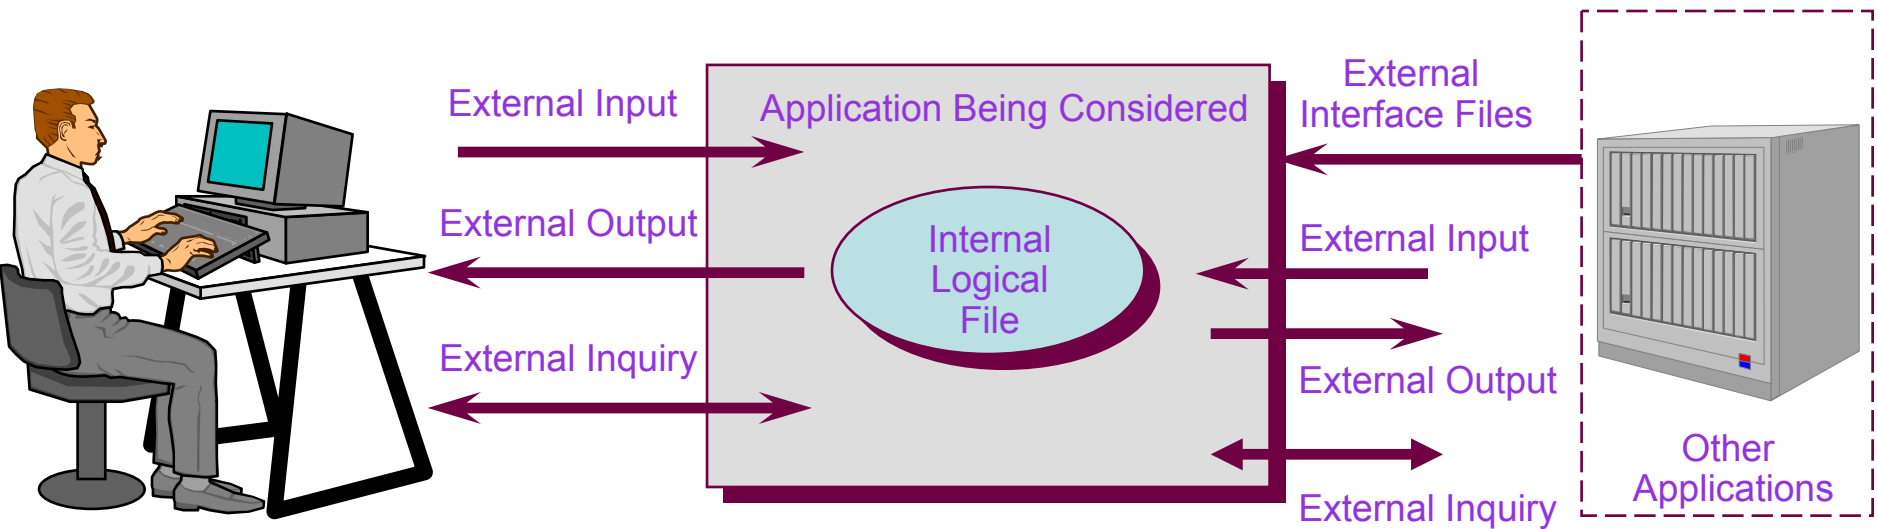 External Input
External Output
External Inquiry
Application Being Considered
Internal
Logical
File
External
Interface Files
External Input
External Output
External Inquiry
Other
Applications